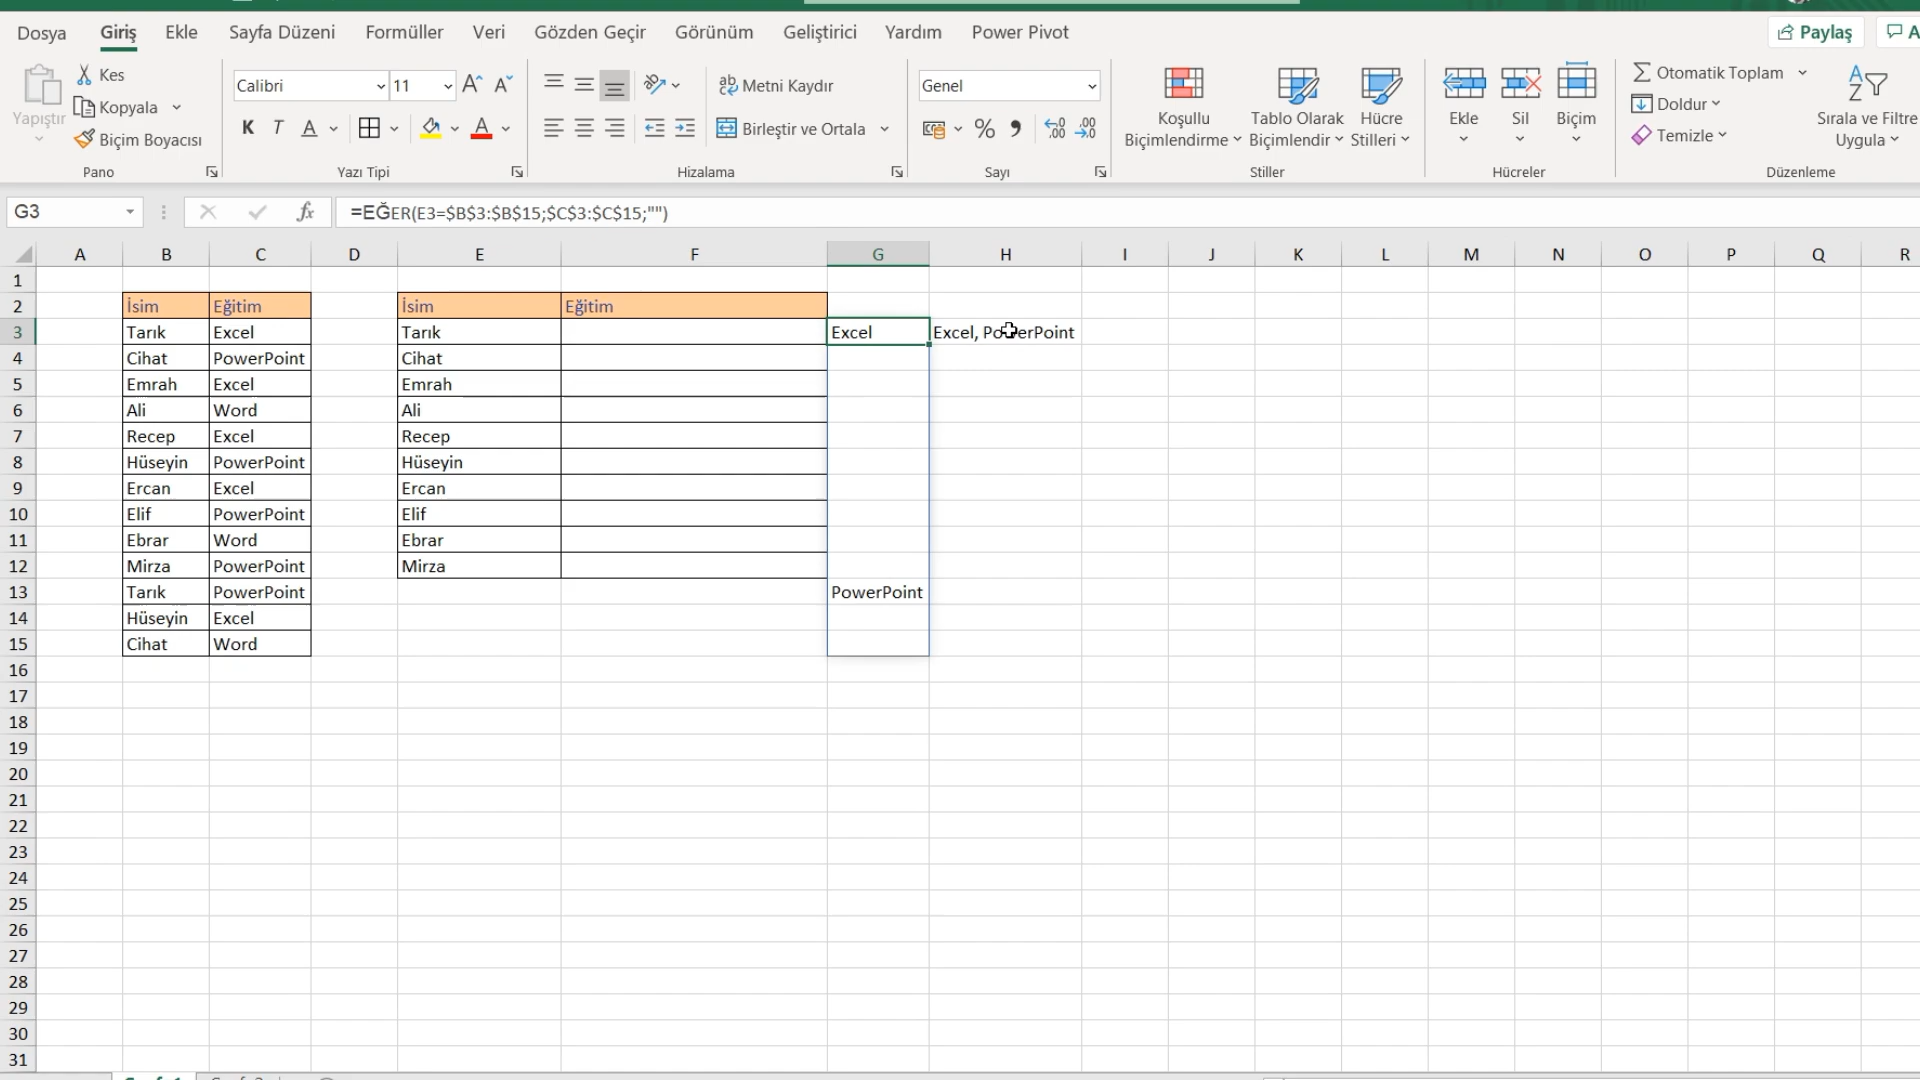 Dosya Giriş Ekle Sayfa Düzeni Formüller Veri Gözden Geçir Görünüm Geliştirici Yardım Power Pivot Paylaş
Yapıştır
Kes
Kopyala
Biçim Boyacısı
Pano
Calibri 11
K T A
Yazı Tipi
Metni Kaydır
Birleştir ve Ortala
Hizalama
Genel
%
Sayı
Koşullu
Biçimlendirme
Tablo Olarak
Biçimlendir
Hücre
Stilleri
Stiller
Ekle
Sil
Biçim
Hücreler
Otomatik Toplam
Doldur
Temizle
Sırala ve Filtre
Uygula
Düzenleme
G3 fx =EĞER(E3=$B$3:$B$15;$C$3:$C$15;"")
A B C D E F G H I J K L M N O P Q R
1
2 İsim Eğitim İsim Eğitim
3 Tarık Excel Tarık Excel Excel, PowerPoint
4 Cihat PowerPoint Cihat
5 Emrah Excel Emrah
6 Ali Word Ali
7 Recep Excel Recep
8 Hüseyin PowerPoint Hüseyin
9 Ercan Excel Ercan
10 Elif PowerPoint Elif
11 Ebrar Word Ebrar
12 Mirza PowerPoint Mirza
13 Tarık PowerPoint PowerPoint
14 Hüseyin Excel
15 Cihat Word
16
17
18
19
20
21
22
23
24
25
26
27
28
29
30
31